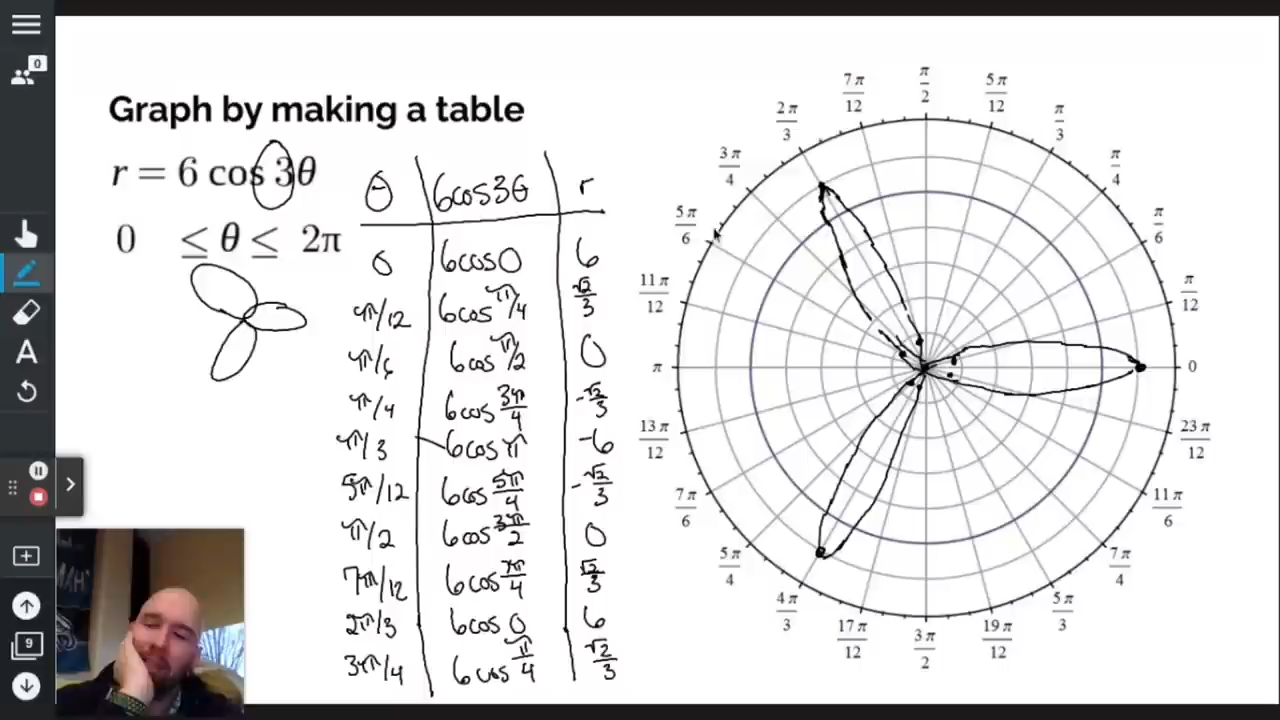 Graph by making a table
r = 6 cos 3θ
0 ≤ θ ≤ 2π
θ 6cos3θ r
0 6cos0 6
π/12 6cos π/4 √2/3
π/6 6cos π/2 0
π/4 6cos 3π/4 -√2/3
π/3 6cos π -6
5π/12 6cos 5π/4 -√2/3
π/2 6cos 3π/2 0
7π/12 6cos 7π/4 √2/3
2π/3 6cos 0 6
3π/4 6cos π/4 √2/3
π/2
5π/12
π/3
π/4
π/6
π/12
0
23π/12
11π/6
7π/4
5π/3
19π/12
3π/2
17π/12
4π/3
5π/4
7π/6
13π/12
π
11π/12
5π/6
3π/4
2π/3
7π/12
0
A
9